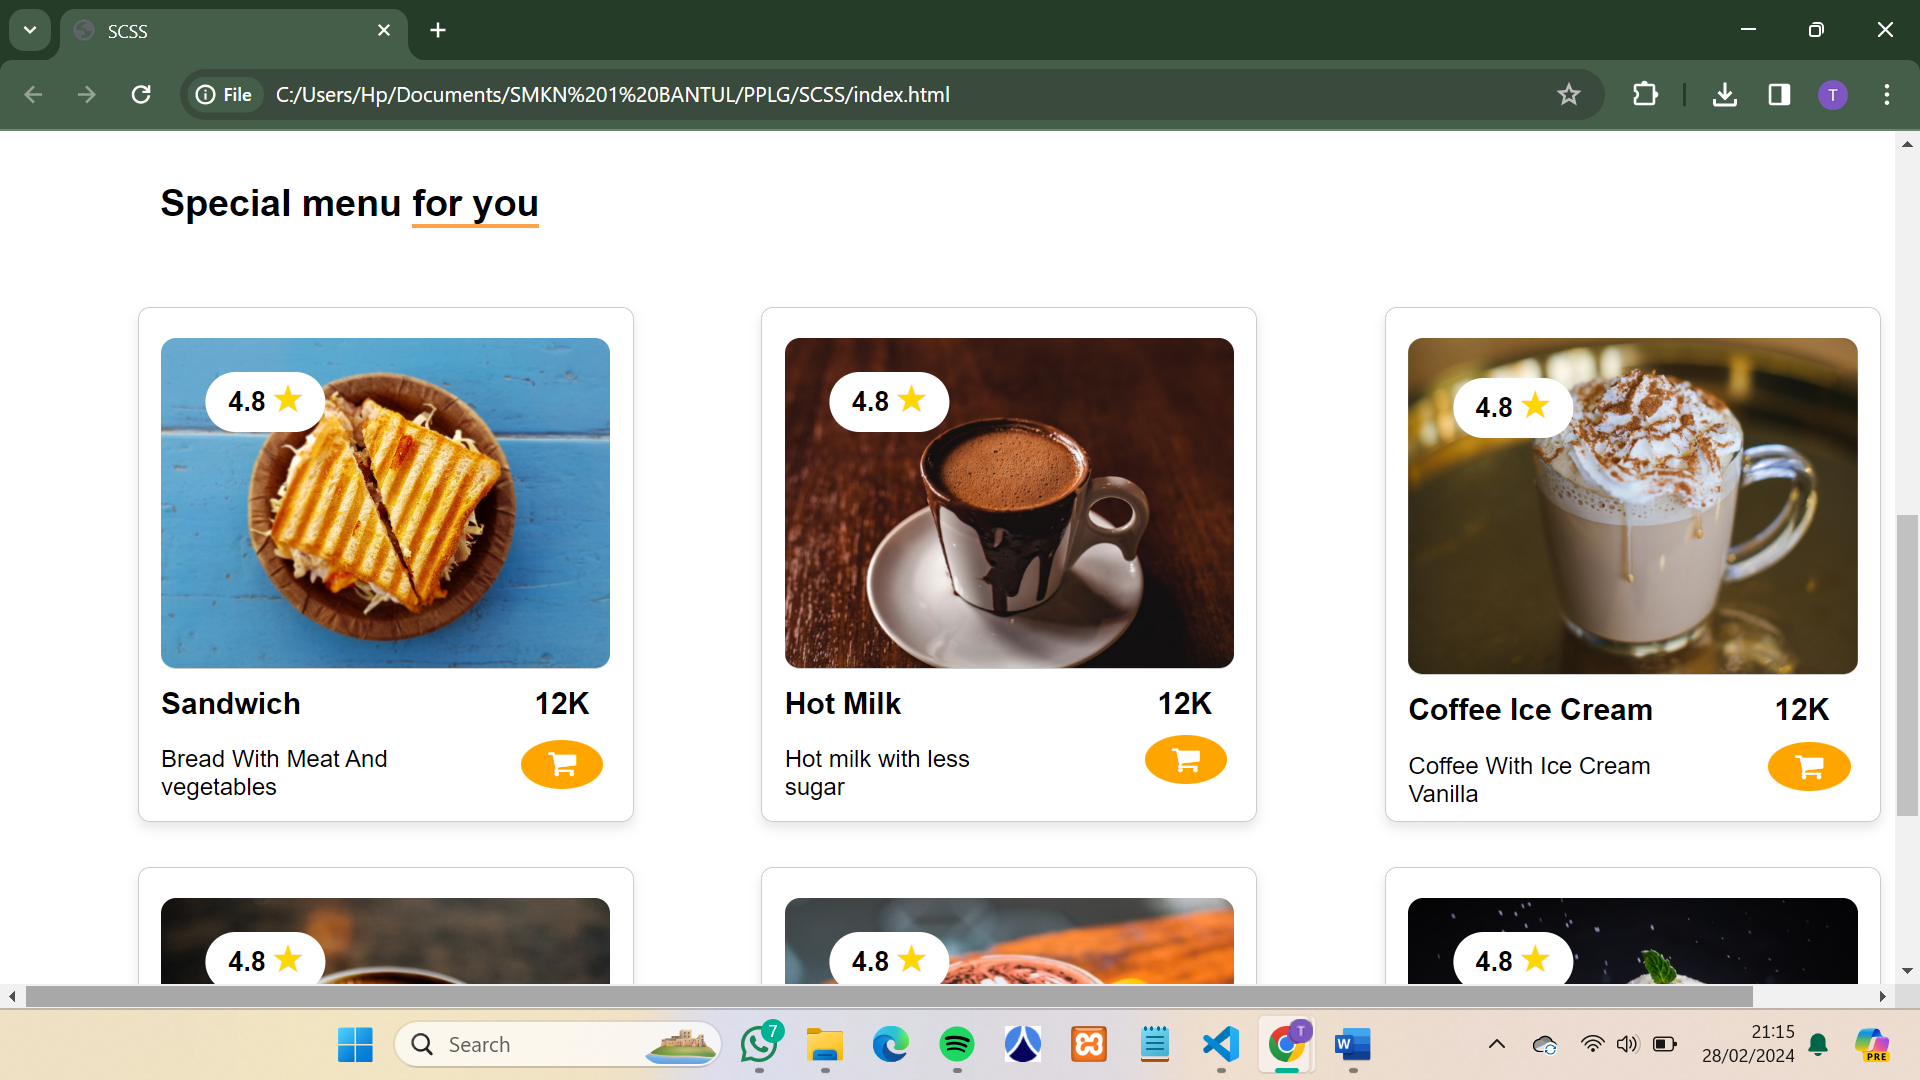 SCSS
File C:/Users/Hp/Documents/SMKN%201%20BANTUL/PPLG/SCSS/index.html
T
Special menu for you
4.8
4.8
4.8
Sandwich 12K
Hot Milk 12K
Coffee Ice Cream 12K
Bread With Meat And
vegetables
Hot milk with less
sugar
Coffee With Ice Cream
Vanilla
4.8
4.8
4.8
Search
7
T
W
21:15
28/02/2024
PRE